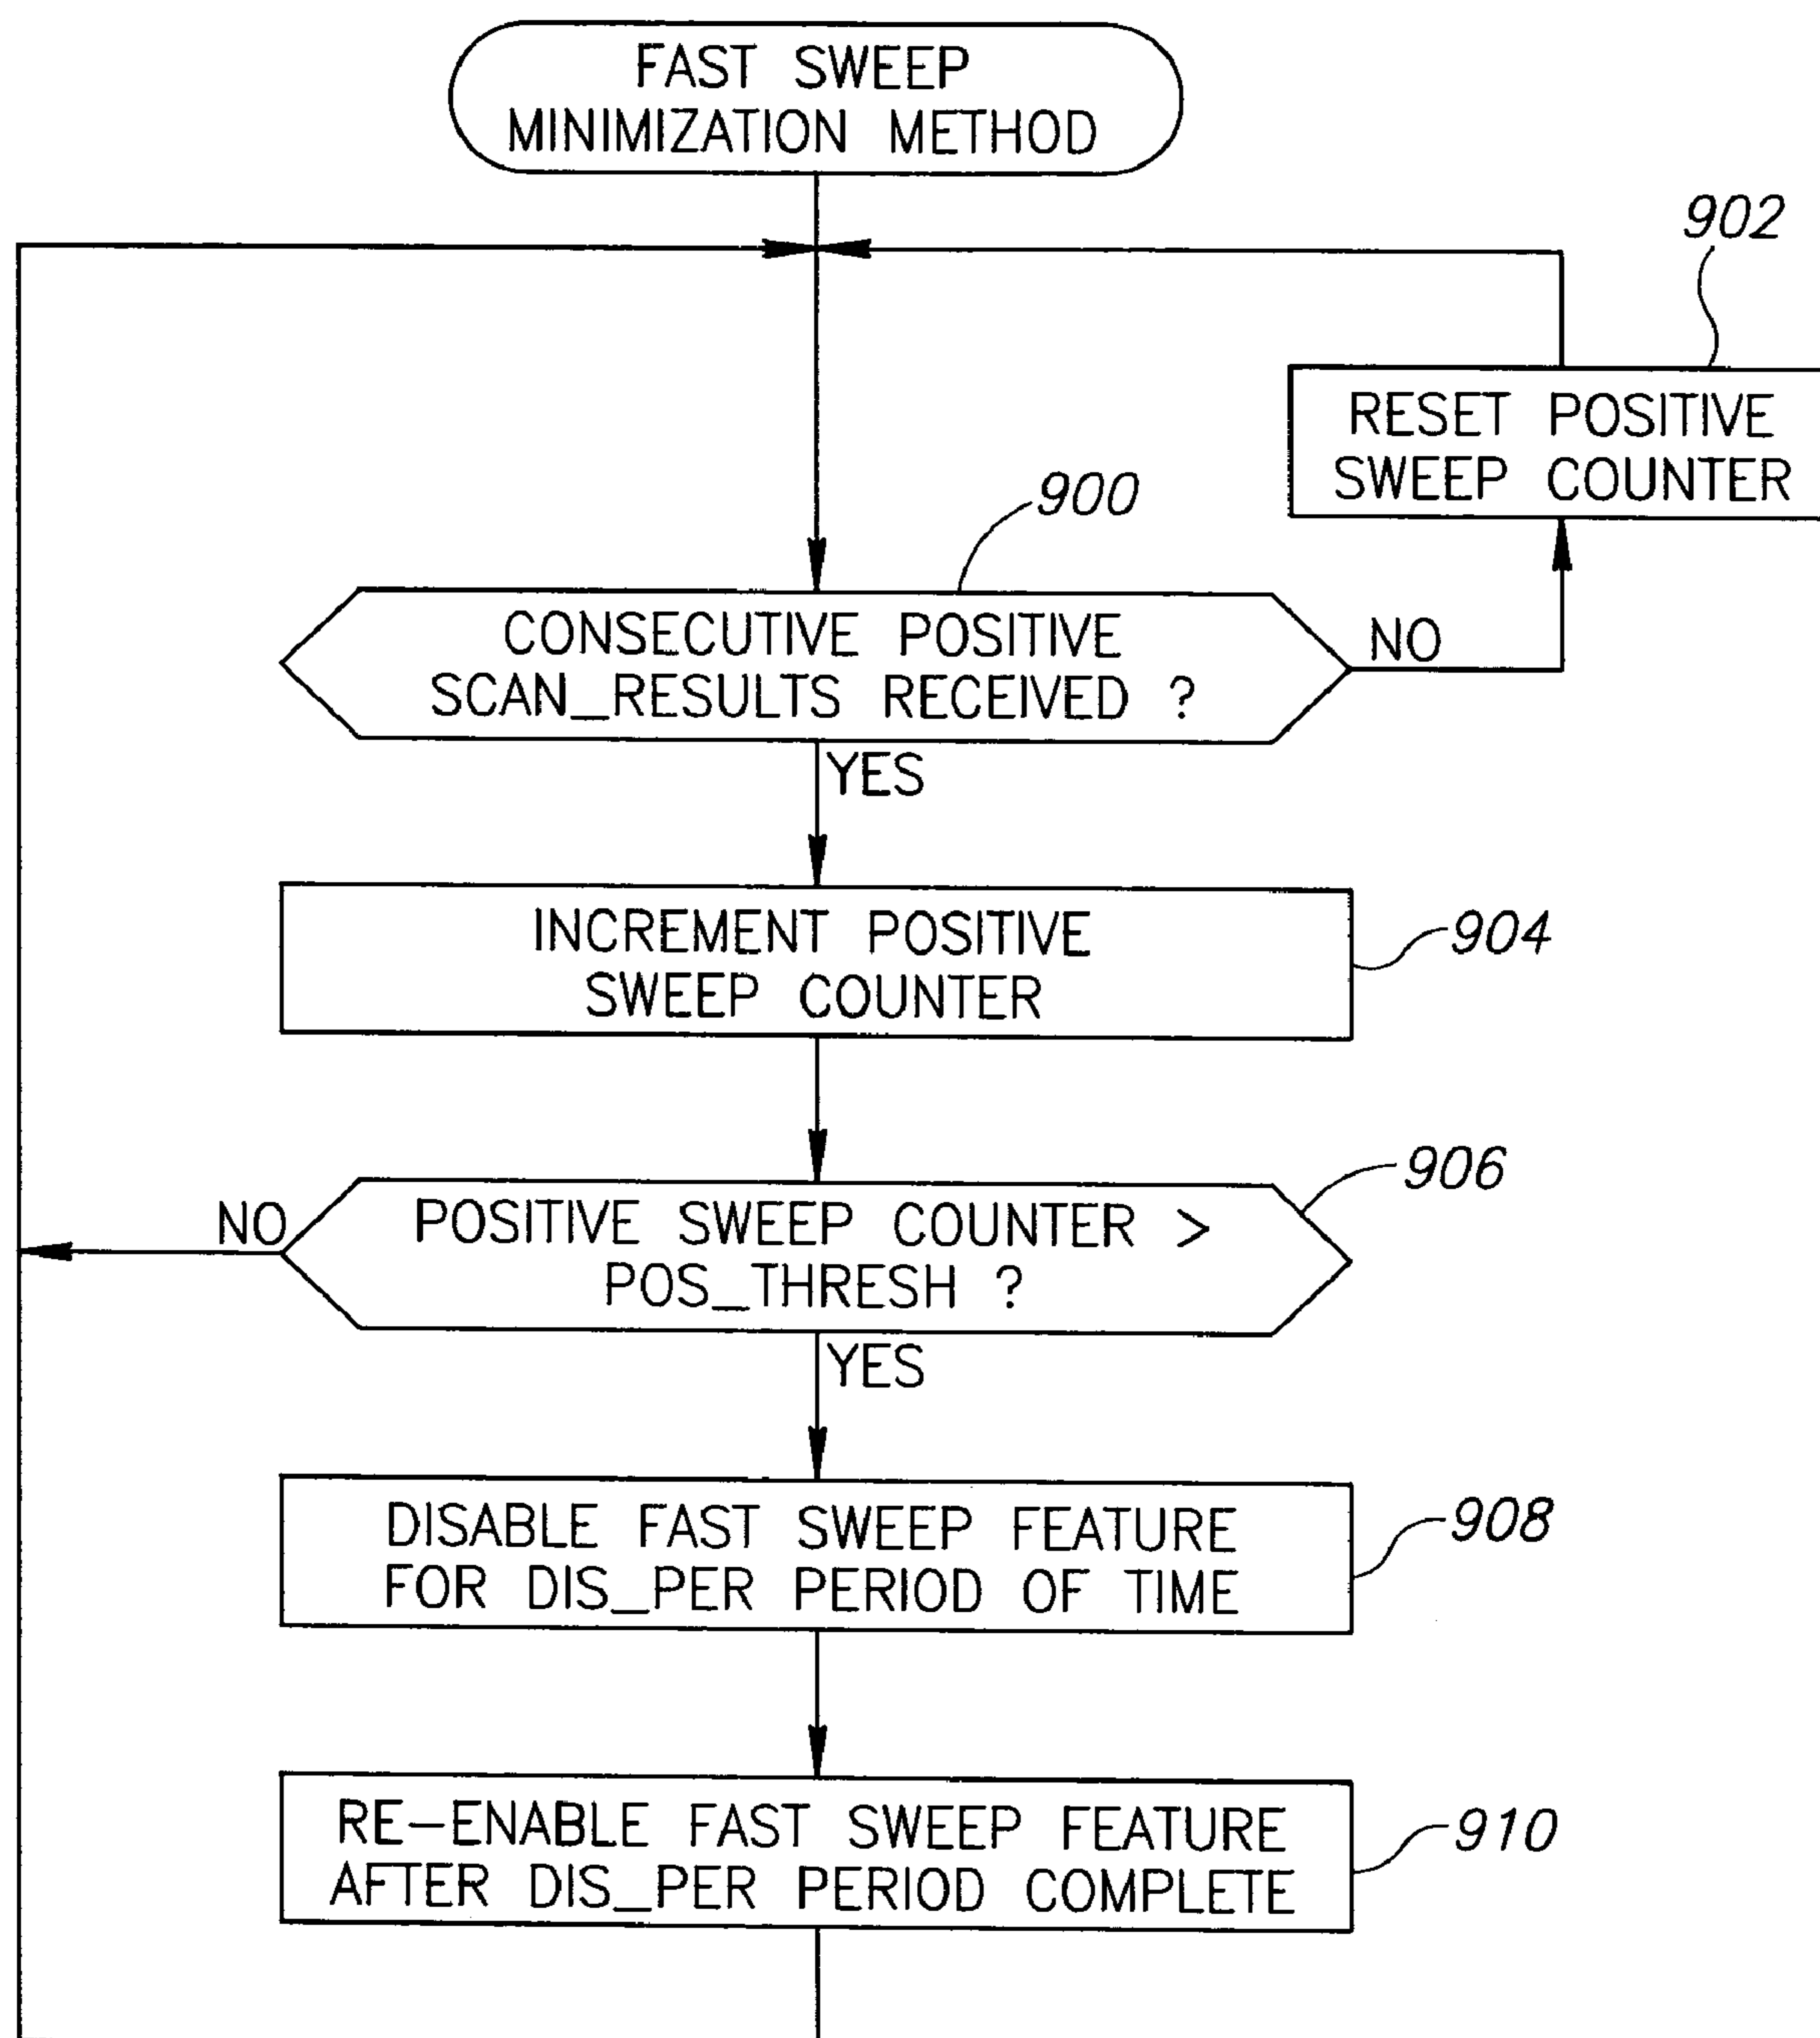 FAST SWEEP
MINIMIZATION METHOD
902
RESET POSITIVE
SWEEP COUNTER
900
CONSECUTIVE POSITIVE
SCAN_RESULTS RECEIVED ?
NO
YES
INCREMENT POSITIVE
SWEEP COUNTER
904
906
NO
POSITIVE SWEEP COUNTER >
POS_THRESH ?
YES
DISABLE FAST SWEEP FEATURE
FOR DIS_PER PERIOD OF TIME
908
RE-ENABLE FAST SWEEP FEATURE
AFTER DIS_PER PERIOD COMPLETE
910